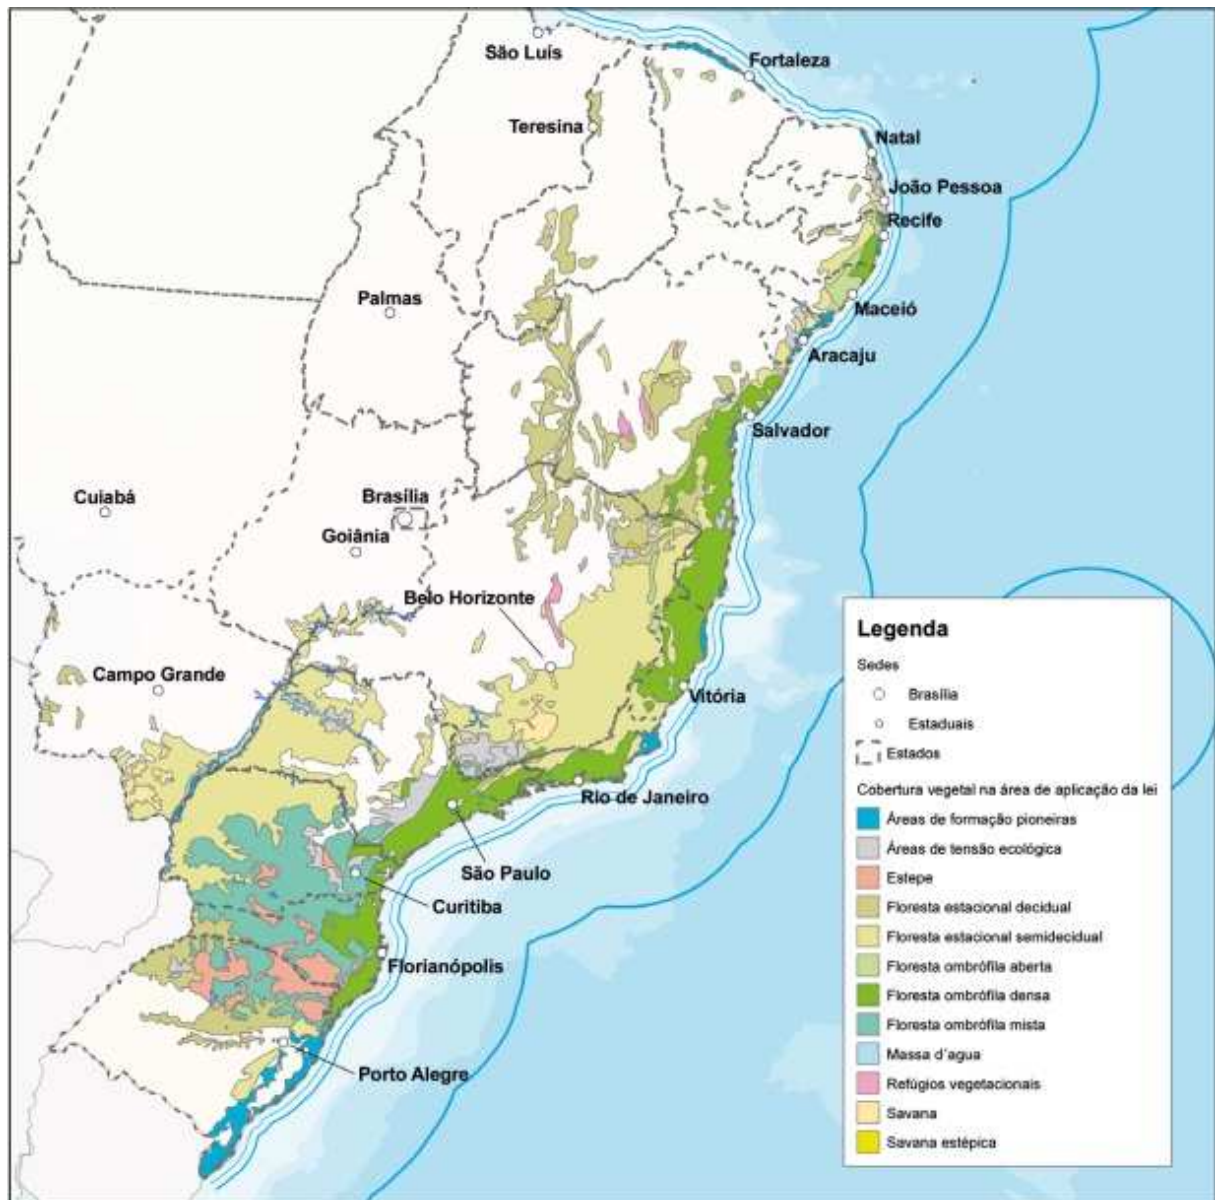 São Luís
Fortaleza
Teresina
Natal
João Pessoa
Recife
Palmas
Maceió
Aracaju
Salvador
Cuiabá
Brasília
Goiânia
Belo Horizonte
Campo Grande
Vitória
Rio de Janeiro
São Paulo
Curitiba
Florianópolis
Porto Alegre
Legenda
Sedes
Brasília
Estaduais
Estados
Cobertura vegetal na área de aplicação da lei
Áreas de formação pioneiras
Áreas de tensão ecológica
Estepe
Floresta estacional decidual
Floresta estacional semidecidual
Floresta ombrófila aberta
Floresta ombrófila densa
Floresta ombrófila mista
Massa d´agua
Refúgios vegetacionais
Savana
Savana estépica